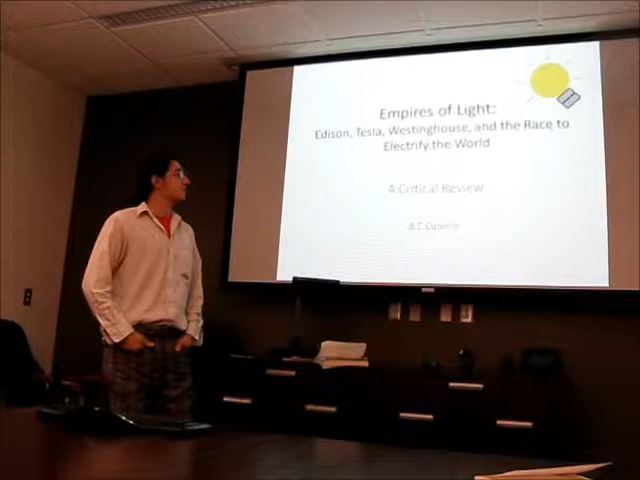 Empires of Light:
Edison, Tesla, Westinghouse, and the Race to
Electrify the World
A Critical Review